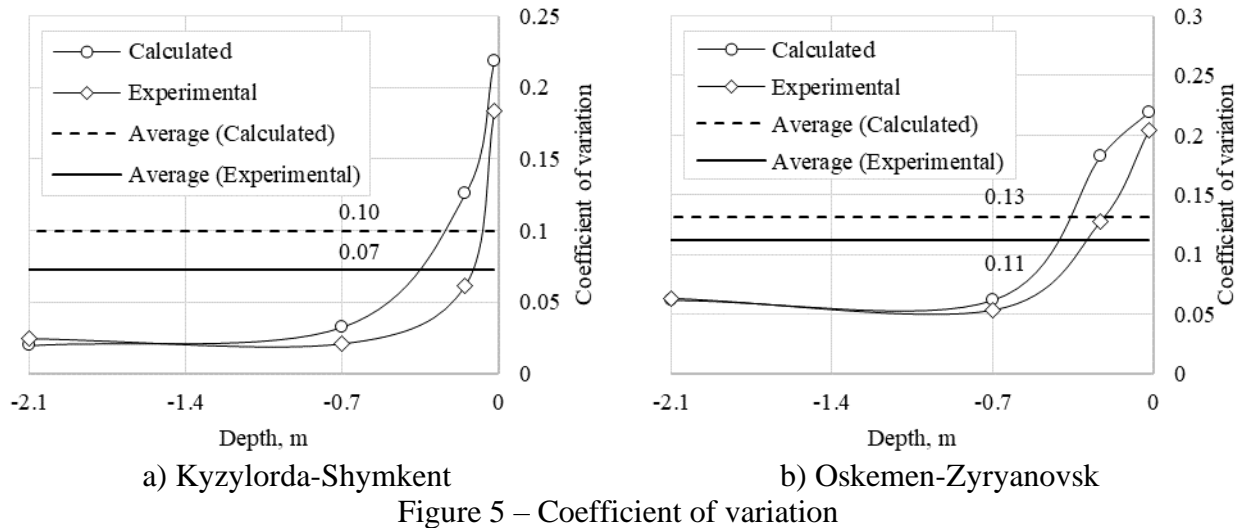 Calculated
Experimental
Average (Calculated)
Average (Experimental)
0.10
0.07
0.25
0.2
0.15
0.1
0.05
0
Coefficient of variation
-2.1 -1.4 -0.7 0
Depth, m
a) Kyzylorda-Shymkent
Calculated
Experimental
Average (Calculated)
Average (Experimental)
0.13
0.11
0.3
0.25
0.2
0.15
0.1
0.05
0
Coefficient of variation
-2.1 -1.4 -0.7 0
Depth, m
b) Oskemen-Zyryanovsk
Figure 5 – Coefficient of variation